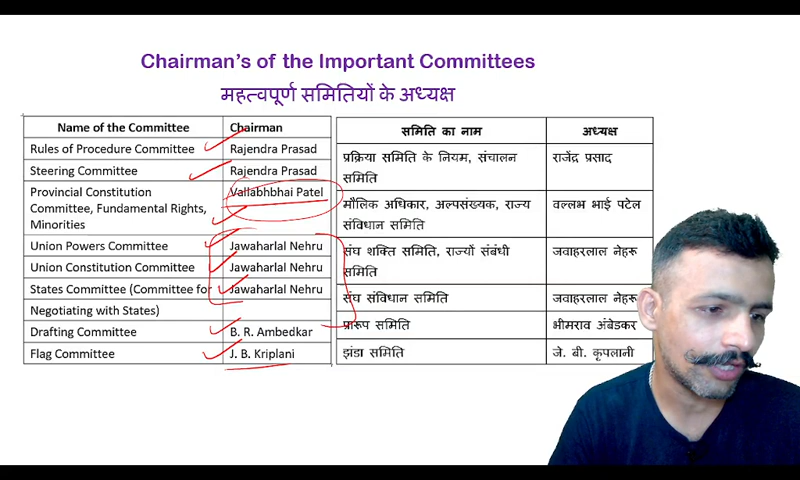 Chairman's of the Important Committees
महत्वपूर्ण समितियों के अध्यक्ष
Name of the Committee Chairman
Rules of Procedure Committee Rajendra Prasad
Steering Committee Rajendra Prasad
Provincial Constitution Vallabhbhai Patel
Committee, Fundamental Rights,
Minorities
Union Powers Committee Jawaharlal Nehru
Union Constitution Committee Jawaharlal Nehru
States Committee (Committee for Jawaharlal Nehru
Negotiating with States)
Drafting Committee B. R. Ambedkar
Flag Committee J. B. Kriplani
समिति का नाम अध्यक्ष
प्रक्रिया समिति के नियम, संचालन राजेंद्र प्रसाद
समिति
मौलिक अधिकार, अल्पसंख्यक, राज्य वल्लभ भाई पटेल
संविधान समिति
संघ शक्ति समिति, राज्यों संबंधी जवाहरलाल नेहरू
समिति
संघ संविधान समिति जवाहरलाल नेहरू
प्रारूप समिति भीमराव अंबेडकर
झंडा समिति जे. बी. कृपलानी